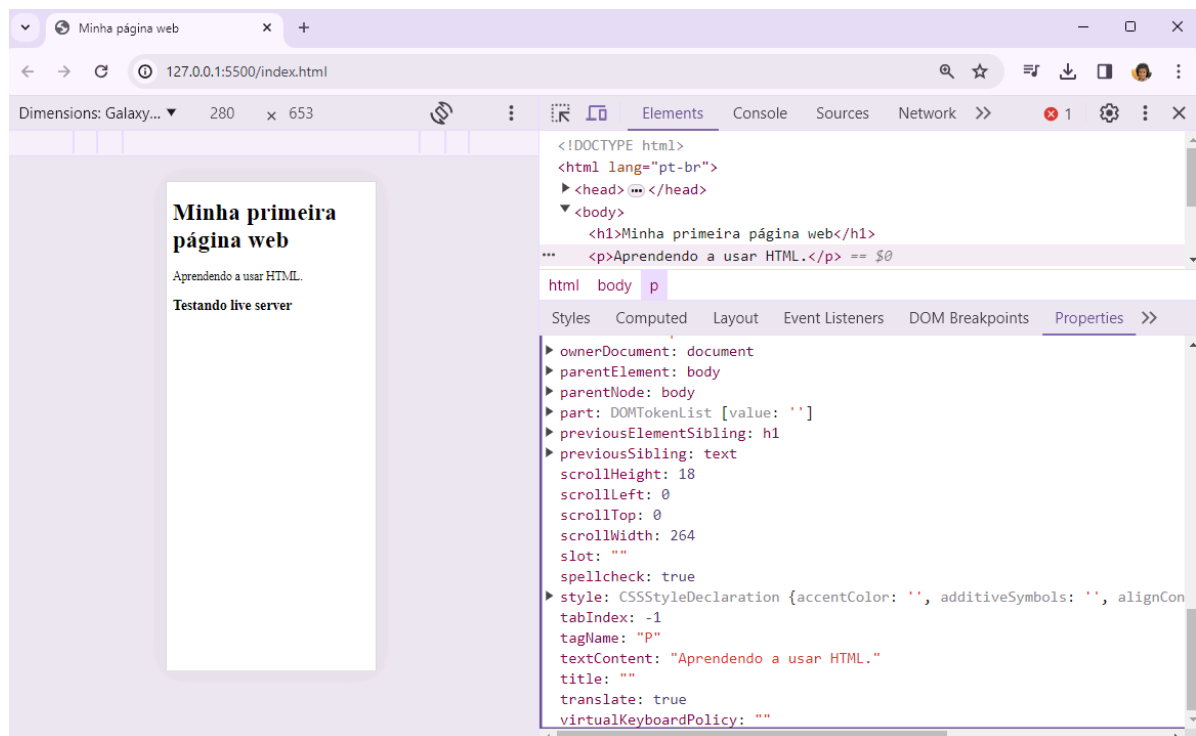 Minha página web
127.0.0.1:5500/index.html
Dimensions: Galaxy... ▼ 280 × 653
Elements Console Sources Network >> 1
Minha primeira
página web
Aprendendo a usar HTML.
Testando live server
<!DOCTYPE html>
<html lang="pt-br">
<head> ••• </head>
<body>
<h1>Minha primeira página web</h1>
••• <p>Aprendendo a usar HTML.</p> == $0
html body p
Styles Computed Layout Event Listeners DOM Breakpoints Properties >>
ownerDocument: document
parentElement: body
parentNode: body
part: DOMTokenList [value: '']
previousElementSibling: h1
previousSibling: text
scrollHeight: 18
scrollLeft: 0
scrollTop: 0
scrollWidth: 264
slot: ""
spellcheck: true
style: CSSStyleDeclaration {accentColor: '', additiveSymbols: '', alignCon
tabIndex: -1
tagName: "P"
textContent: "Aprendendo a usar HTML."
title: ""
translate: true
virtualKeyboardPolicy: ""